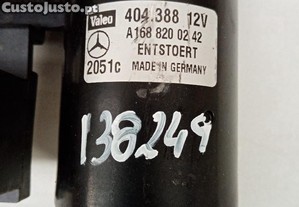 CustoJusto.pt
Valeo 404.388 12V
A168 820 02 42
ENTSTOERT
2051c MADE IN GERMANY
138249